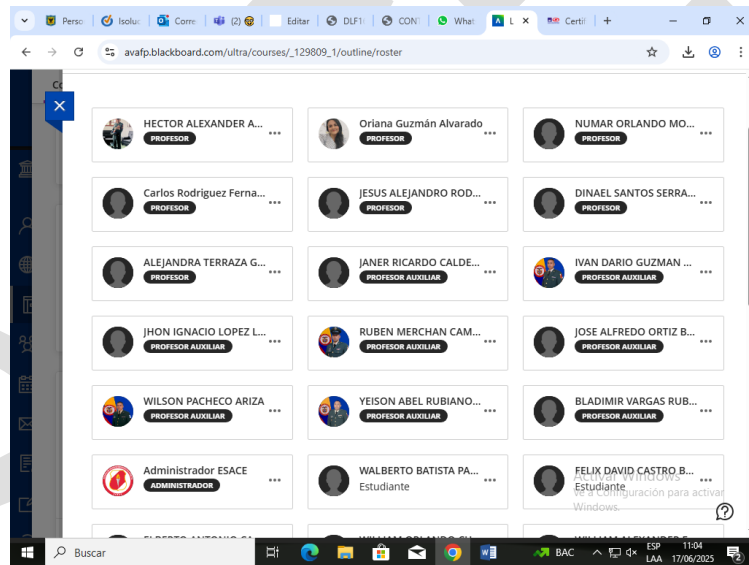 Perso
Isoluc
Corre
(2)
Editar
DLF1
CON
What
L
Certif
avafp.blackboard.com/ultra/courses/_129809_1/outline/roster
HECTOR ALEXANDER A...
PROFESOR
Oriana Guzmán Alvarado
PROFESOR
NUMAR ORLANDO MO...
PROFESOR
Carlos Rodriguez Ferna...
PROFESOR
JESUS ALEJANDRO ROD...
PROFESOR
DINAEL SANTOS SERRA...
PROFESOR
ALEJANDRA TERRAZA G...
PROFESOR
JANER RICARDO CALDE...
PROFESOR AUXILIAR
IVAN DARIO GUZMAN ...
PROFESOR AUXILIAR
JHON IGNACIO LOPEZ L...
PROFESOR AUXILIAR
RUBEN MERCHAN CAM...
PROFESOR AUXILIAR
JOSE ALFREDO ORTIZ B...
PROFESOR AUXILIAR
WILSON PACHECO ARIZA
PROFESOR AUXILIAR
YEISON ABEL RUBIANO...
PROFESOR AUXILIAR
BLADIMIR VARGAS RUB...
PROFESOR AUXILIAR
Administrador ESACE
ADMINISTRADOR
WALBERTO BATISTA PA...
Estudiante
FELIX DAVID CASTRO B...
Estudiante
Activar Windows
Ve a Configuración para activar
Windows.
Buscar
BAC
ESP
LAA
11:04
17/06/2025